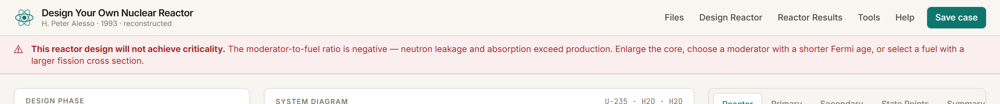 Design Your Own Nuclear Reactor
H. Peter Alesso · 1993 · reconstructed
Files Design Reactor Reactor Results Tools Help Save case
This reactor design will not achieve criticality. The moderator-to-fuel ratio is negative — neutron leakage and absorption exceed production. Enlarge the core, choose a moderator with a shorter Fermi age, or select a fuel with a
larger fission cross section.
DESIGN PHASE
SYSTEM DIAGRAM U-235 · H2O · H2O
Reactor Primary Secondary State Points Summary